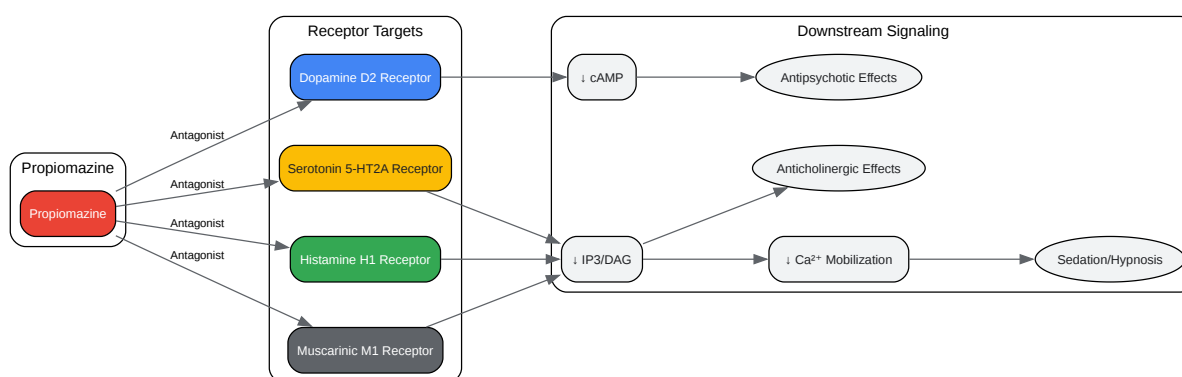 Receptor Targets
Downstream Signaling
Dopamine D2 Receptor
↓ cAMP
Antipsychotic Effects
Antagonist
Propiomazine
Serotonin 5-HT2A Receptor
Anticholinergic Effects
Antagonist
Propiomazine
Antagonist
Histamine H1 Receptor
↓ IP3/DAG
↓ Ca²⁺ Mobilization
Sedation/Hypnosis
Antagonist
Muscarinic M1 Receptor